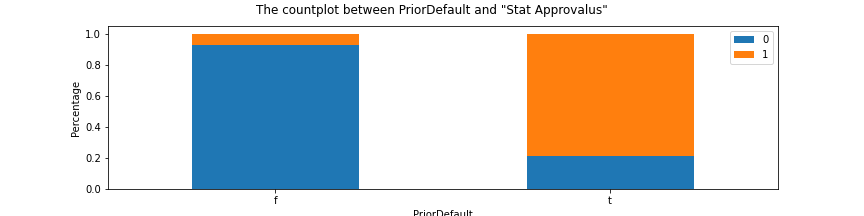 The countplot between PriorDefault and "Stat Approvalus"
1.0
0.8
0.6
0.4
0.2
0.0
Percentage
0
1
f
t
PriorDefault